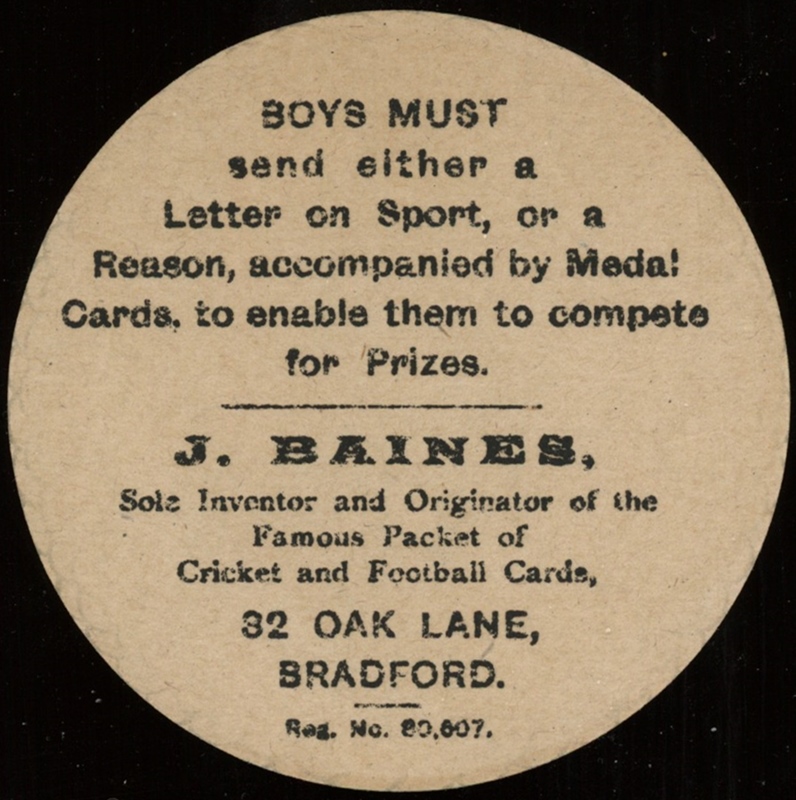 BOYS MUST
send either a
Letter on Sport, or a
Reason, accompanied by Medal
Cards, to enable them to compete
for Prizes.
J. BAINES,
Sole Inventor and Originator of the
Famous Packet of
Cricket and Football Cards,
32 OAK LANE,
BRADFORD.
Reg. No. 80,607.